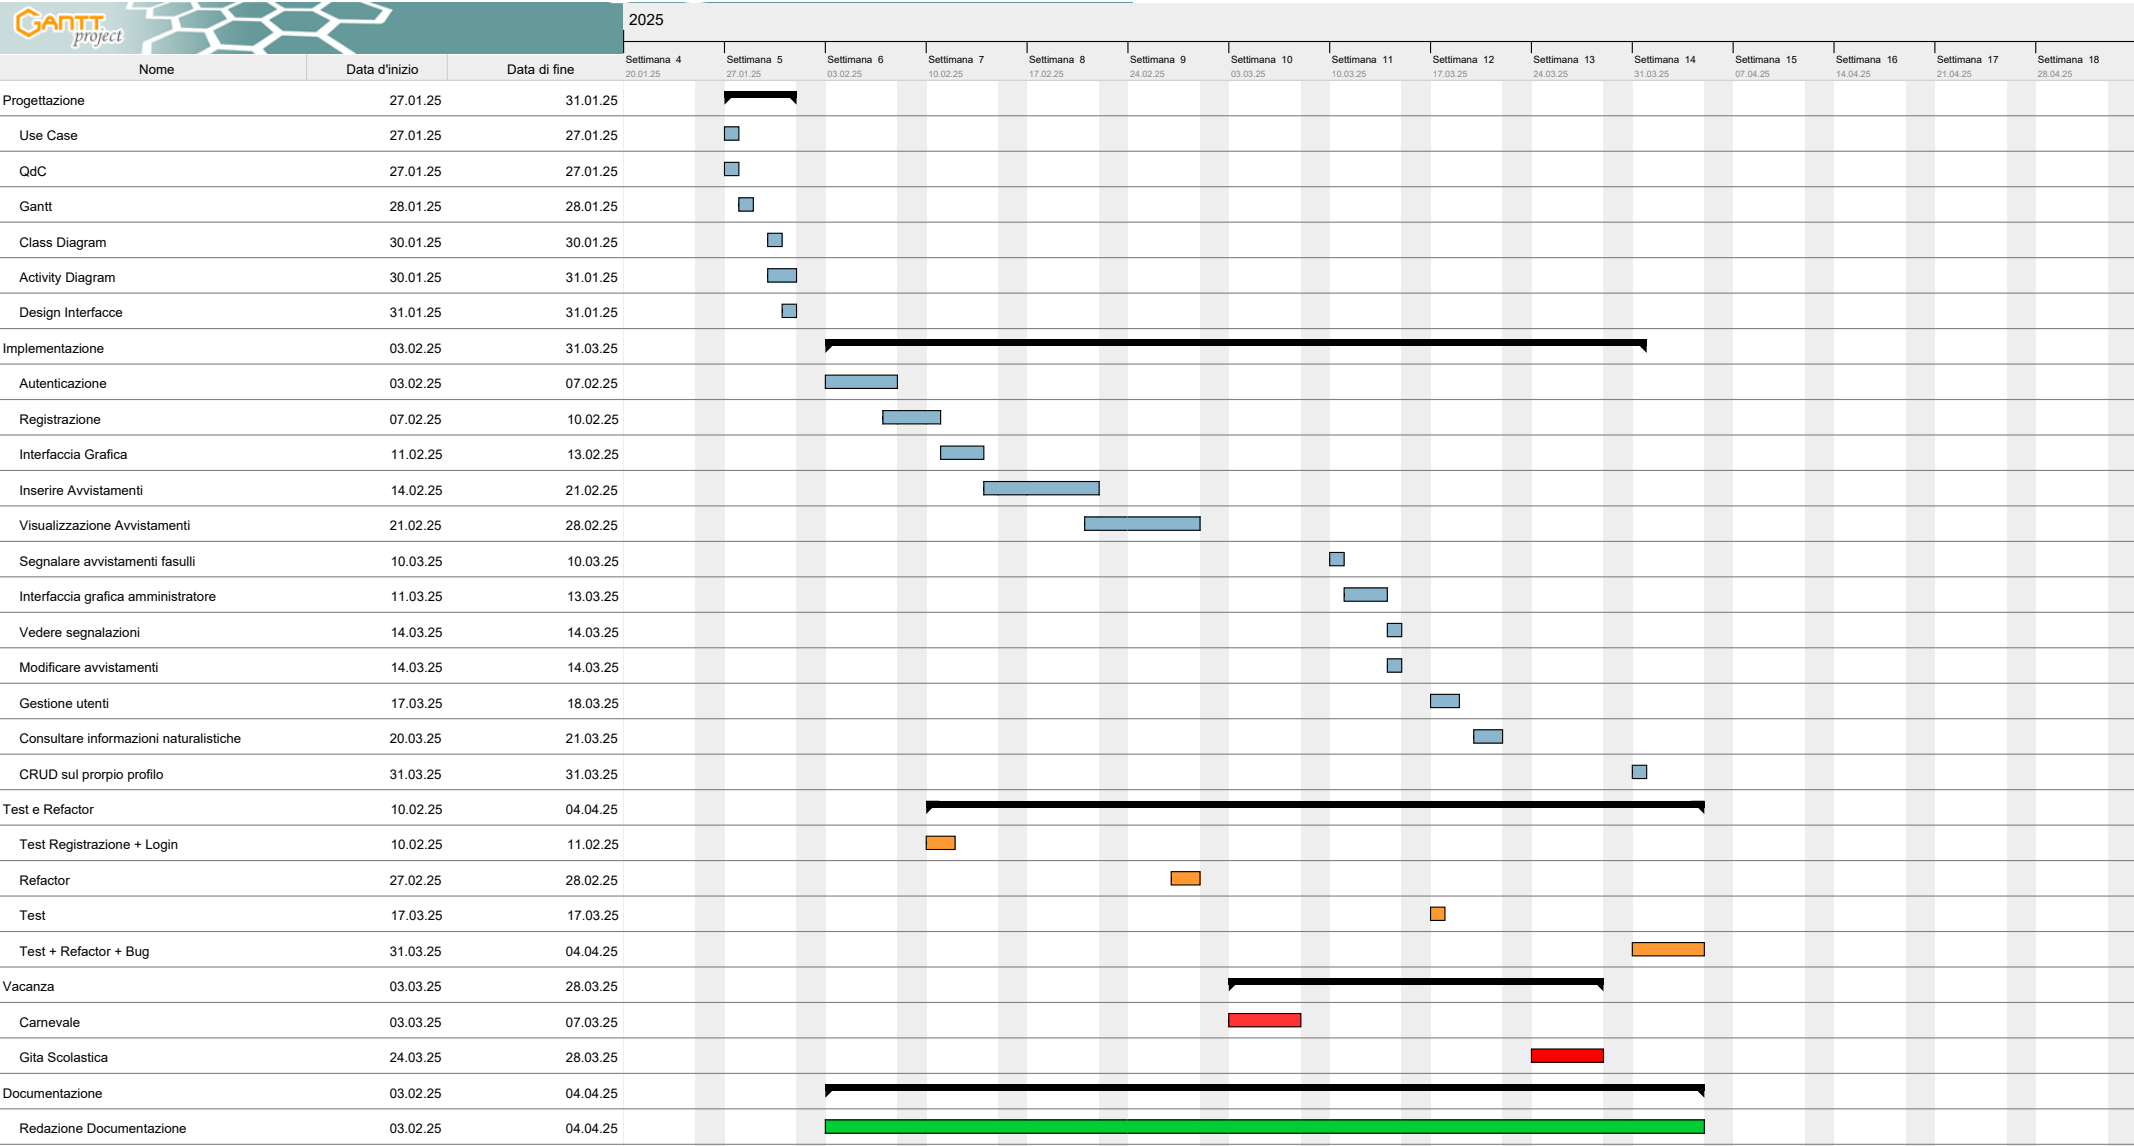 GANTT
project
2025
Nome Data d'inizio Data di fine
Settimana 4 Settimana 5 Settimana 6 Settimana 7 Settimana 8 Settimana 9 Settimana 10 Settimana 11 Settimana 12 Settimana 13 Settimana 14 Settimana 15 Settimana 16 Settimana 17 Settimana 18
20.01.25 27.01.25 03.02.25 10.02.25 17.02.25 24.02.25 03.03.25 10.03.25 17.03.25 24.03.25 31.03.25 07.04.25 14.04.25 21.04.25 28.04.25
Progettazione 27.01.25 31.01.25
Use Case 27.01.25 27.01.25
QdC 27.01.25 27.01.25
Gantt 28.01.25 28.01.25
Class Diagram 30.01.25 30.01.25
Activity Diagram 30.01.25 31.01.25
Design Interfacce 31.01.25 31.01.25
Implementazione 03.02.25 31.03.25
Autenticazione 03.02.25 07.02.25
Registrazione 07.02.25 10.02.25
Interfaccia Grafica 11.02.25 13.02.25
Inserire Avvistamenti 14.02.25 21.02.25
Visualizzazione Avvistamenti 21.02.25 28.02.25
Segnalare avvistamenti fasulli 10.03.25 10.03.25
Interfaccia grafica amministratore 11.03.25 13.03.25
Vedere segnalazioni 14.03.25 14.03.25
Modificare avvistamenti 14.03.25 14.03.25
Gestione utenti 17.03.25 18.03.25
Consultare informazioni naturalistiche 20.03.25 21.03.25
CRUD sul prorpio profilo 31.03.25 31.03.25
Test e Refactor 10.02.25 04.04.25
Test Registrazione + Login 10.02.25 11.02.25
Refactor 27.02.25 28.02.25
Test 17.03.25 17.03.25
Test + Refactor + Bug 31.03.25 04.04.25
Vacanza 03.03.25 28.03.25
Carnevale 03.03.25 07.03.25
Gita Scolastica 24.03.25 28.03.25
Documentazione 03.02.25 04.04.25
Redazione Documentazione 03.02.25 04.04.25